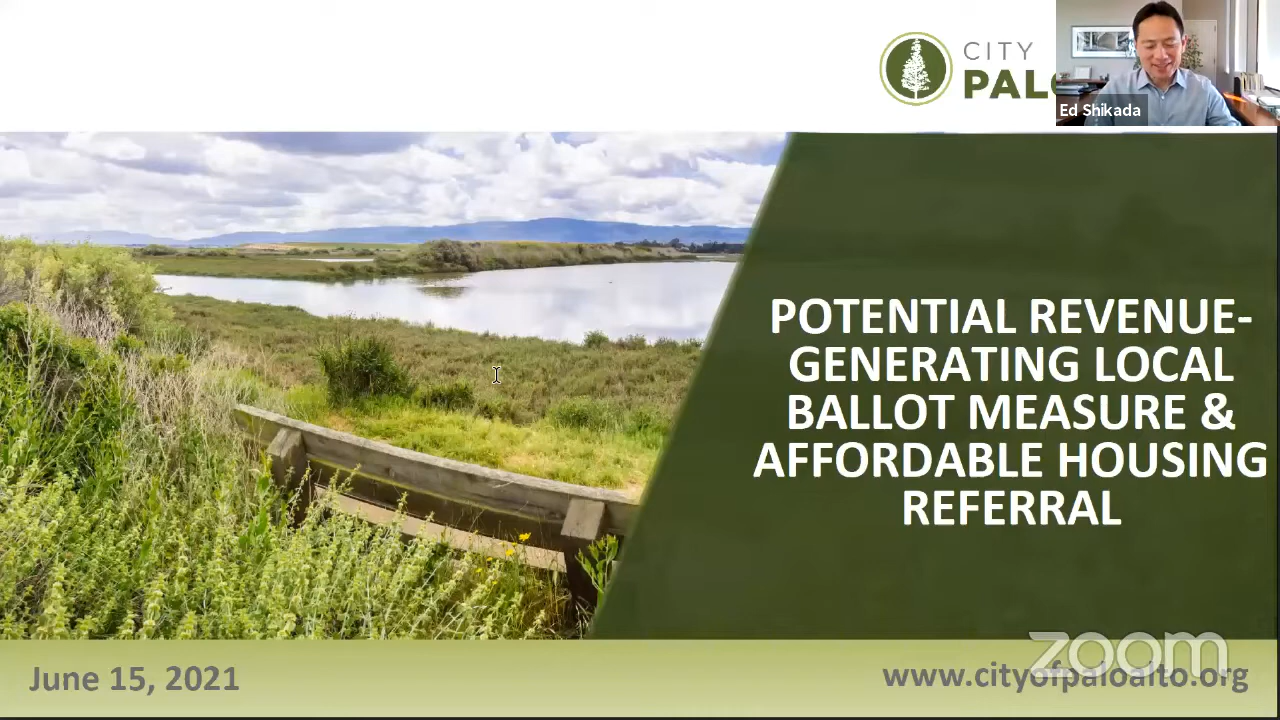 CITY
PAL
Ed Shikada
POTENTIAL REVENUE-
GENERATING LOCAL
BALLOT MEASURE &
AFFORDABLE HOUSING
REFERRAL
June 15, 2021
www.cityofpaloalto.org
zoom